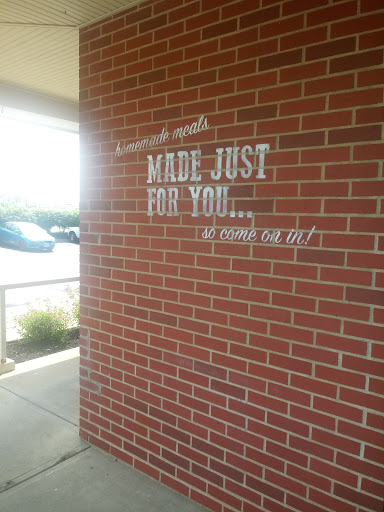 homemade meals
MADE JUST
FOR YOU...
so come on in!